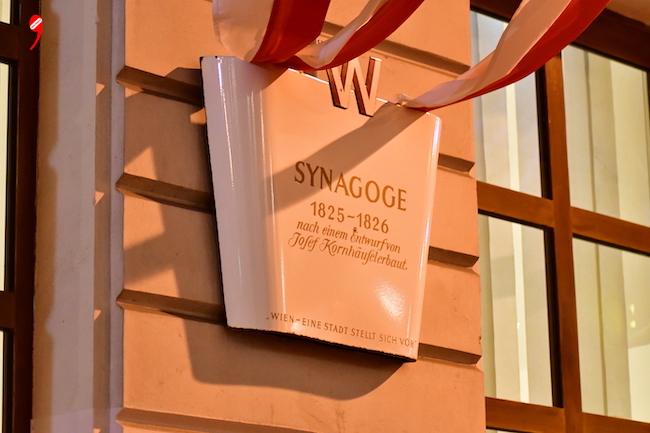 W
SYNAGOGE
1825~1826
nach einem Entwurf von
Josef Kornhäusel erbaut.
„WIEN – EINE STADT STELLT SICH VOR"